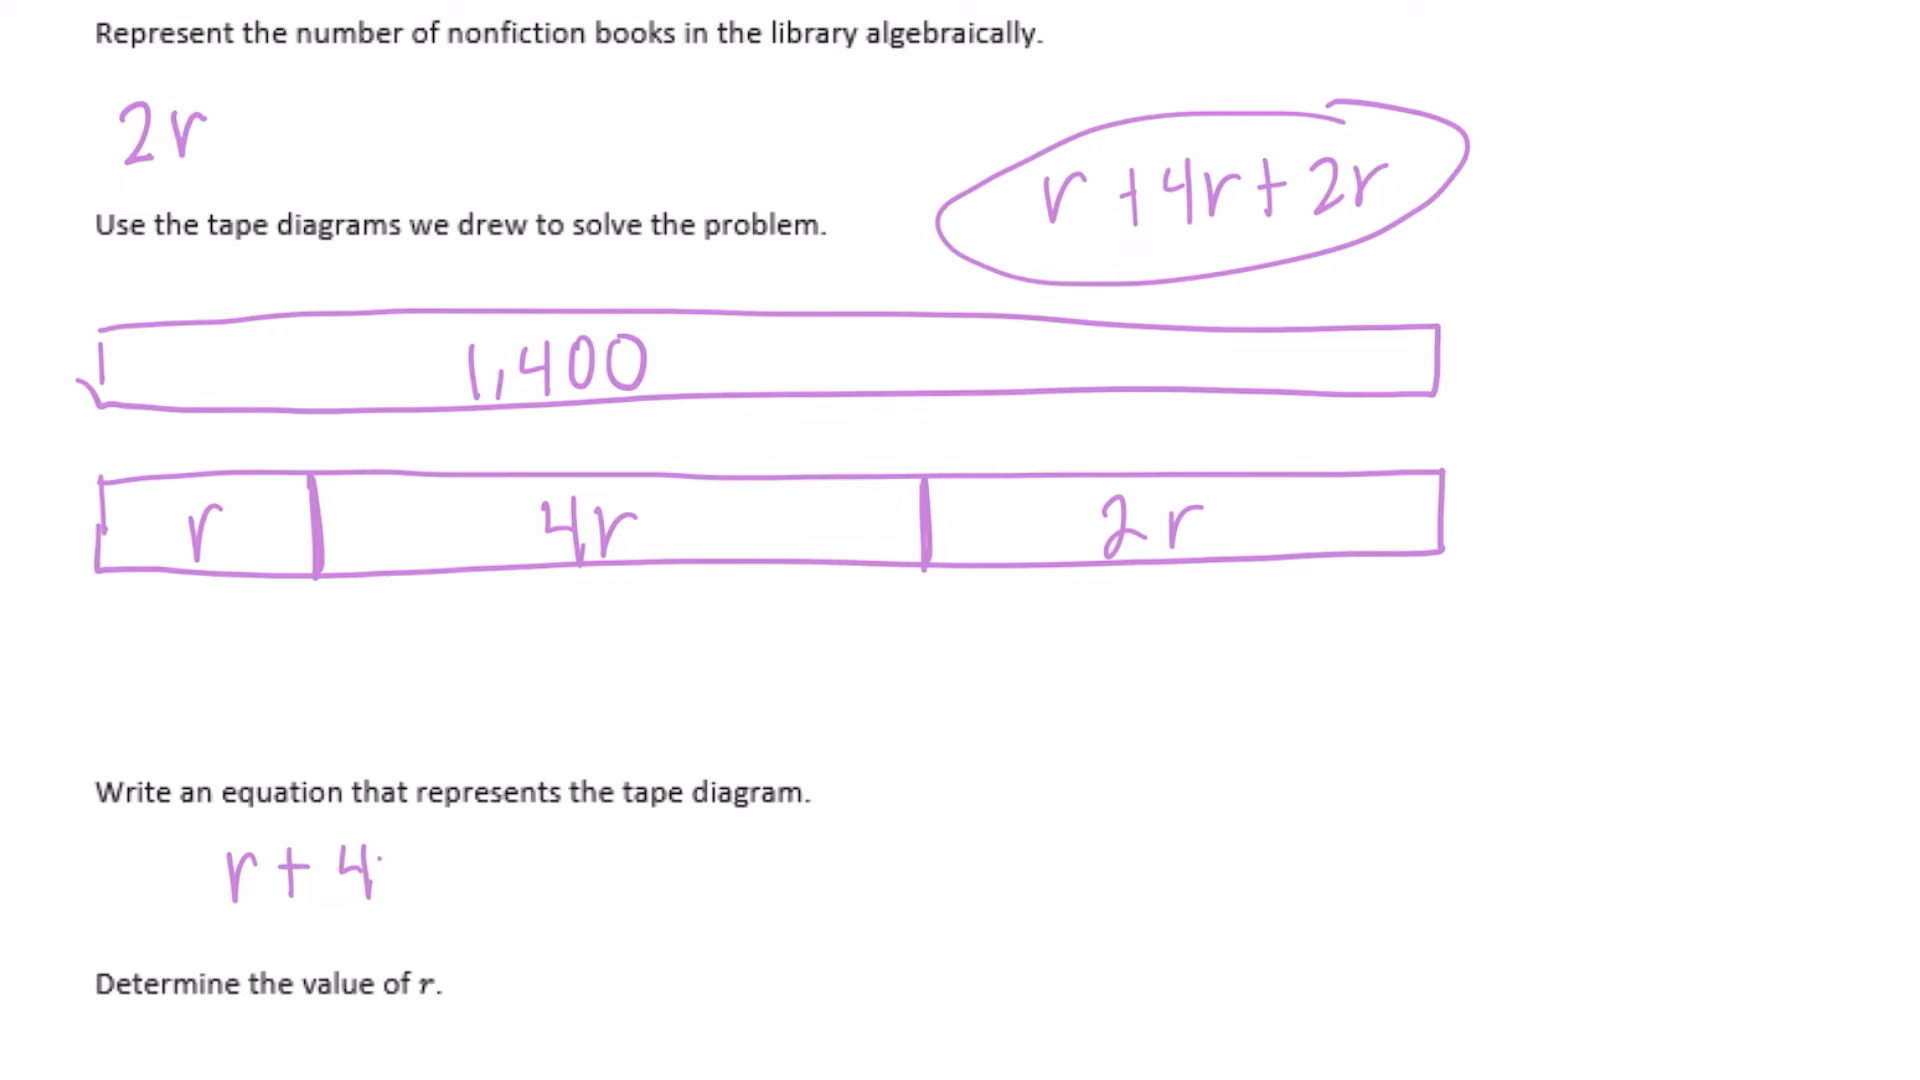 Represent the number of nonfiction books in the library algebraically.
2r
r + 4r + 2r
Use the tape diagrams we drew to solve the problem.
1,400
r 4r 2r
Write an equation that represents the tape diagram.
r + 4
Determine the value of r.